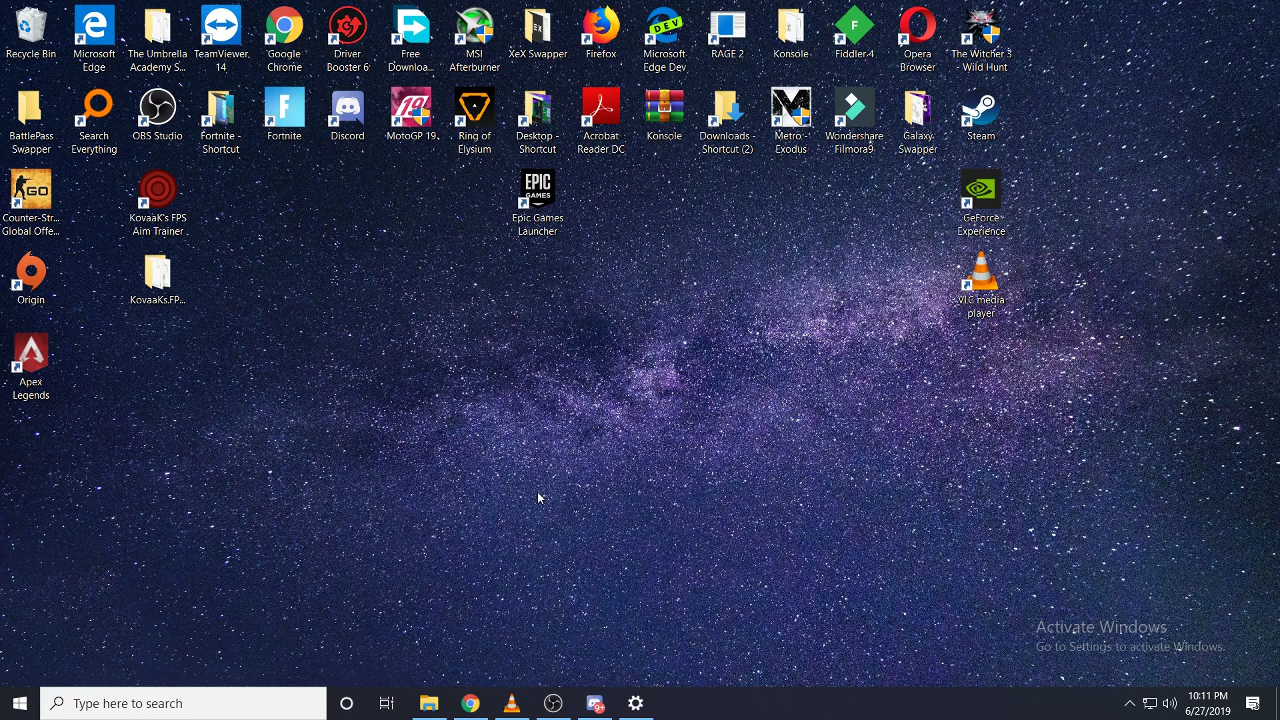 Recycle Bin
Microsoft Edge
The Umbrella Academy S...
TeamViewer 14
Google Chrome
Driver Booster 6
Free Downloa...
MSI Afterburner
XeX Swapper
Firefox
Microsoft Edge Dev
RAGE 2
Konsole
Fiddler 4
Opera Browser
The Witcher 3 - Wild Hunt
BattlePass Swapper
Search Everything
OBS Studio
Fortnite - Shortcut
Fortnite
Discord
MotoGP 19
Ring of Elysium
Desktop - Shortcut
Acrobat Reader DC
Konsole
Downloads - Shortcut (2)
Metro - Exodus
Wondershare Filmora9
Galaxy Swapper
Steam
Counter-Str... Global Offe...
KovaaK's FPS Aim Trainer
EPIC GAMES
Epic Games Launcher
GeForce Experience
Origin
KovaaKs.FP...
VLC media player
Apex Legends
Activate Windows
Go to Settings to activate Windows.
Type here to search
10:11 PM
6/27/2019